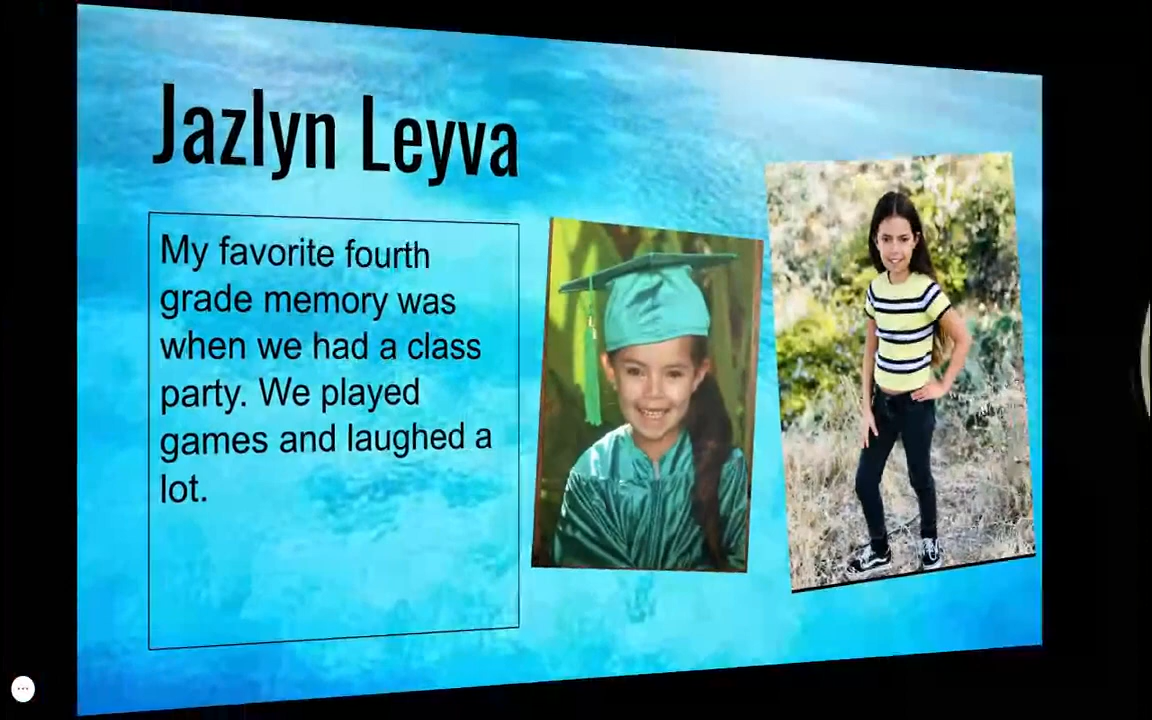 Jazlyn Leyva
My favorite fourth
grade memory was
when we had a class
party. We played
games and laughed a
lot.